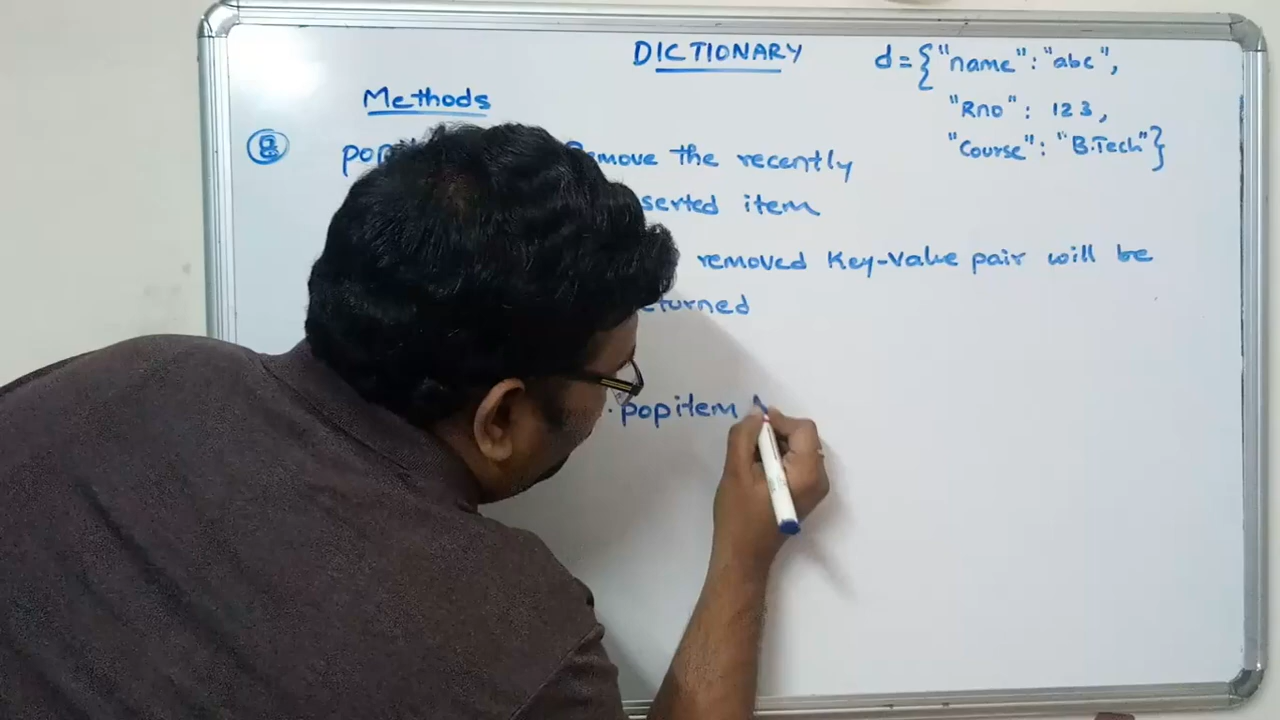 DICTIONARY
d = {"name": "abc",
"Rno": 123,
"Course": "B.Tech"}
Methods
8 pop
Remove the recently
serted item
removed Key-Value pair will be
returned
.popitem